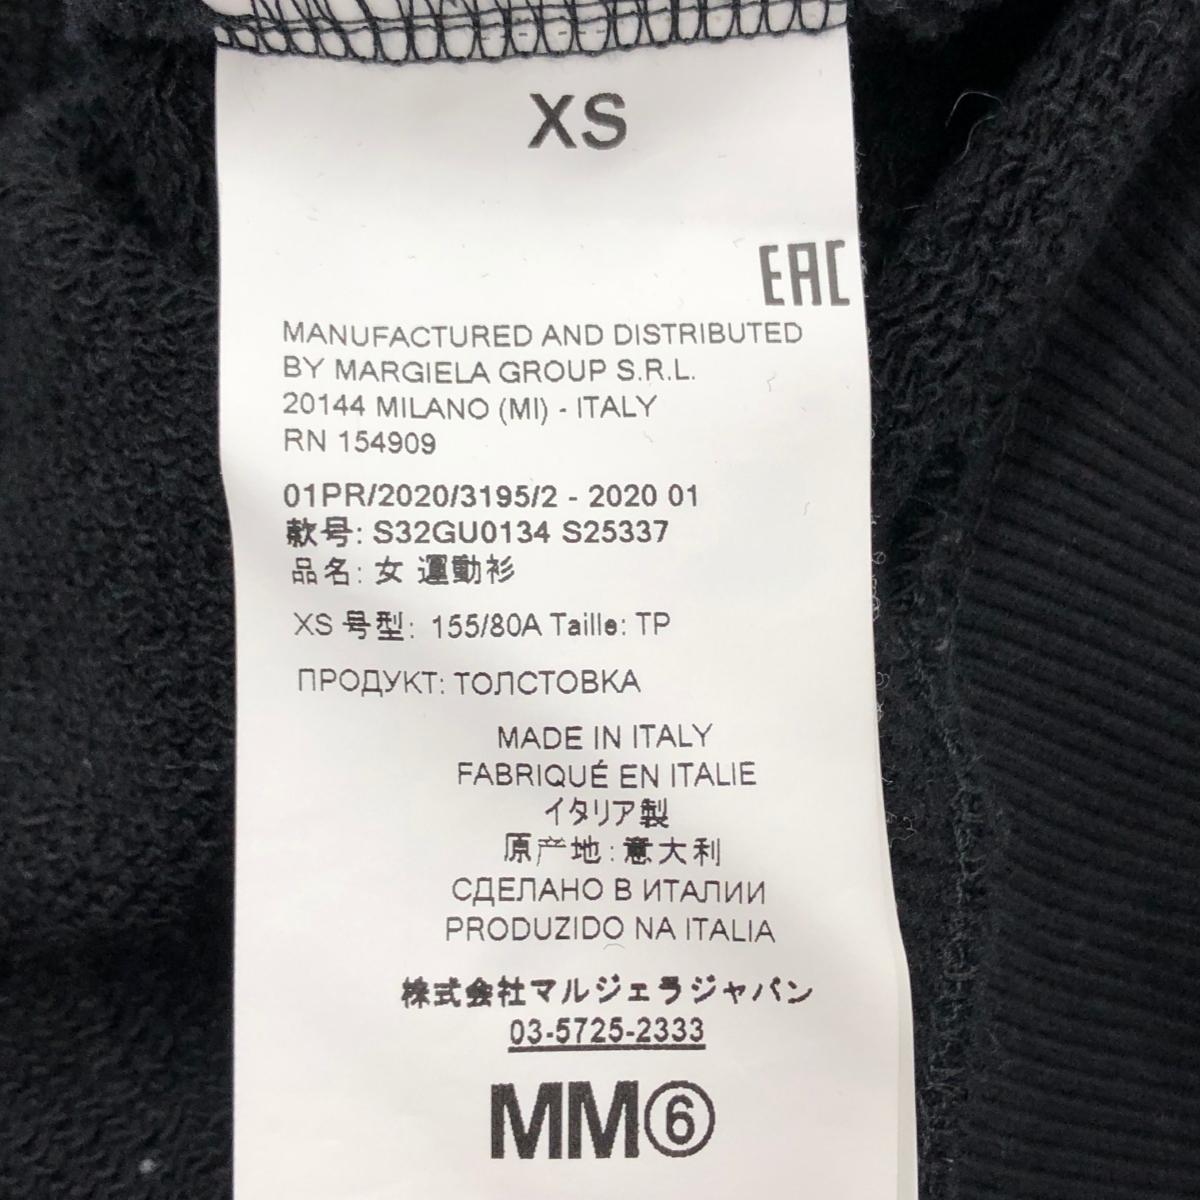 XS
EAC
MANUFACTURED AND DISTRIBUTED
BY MARGIELA GROUP S.R.L.
20144 MILANO (MI) - ITALY
RN 154909
01PR/2020/3195/2 - 2020 01
款号: S32GU0134 S25337
品名: 女 運動衫
XS 号型: 155/80A Taille: TP
ПРОДУКТ: ТОЛСТОВКА
MADE IN ITALY
FABRIQUÉ EN ITALIE
イタリア製
原产地: 意大利
СДЕЛАНО В ИТАЛИИ
PRODUZIDO NA ITALIA
株式会社マルジェラジャパン
03-5725-2333
MM⑥